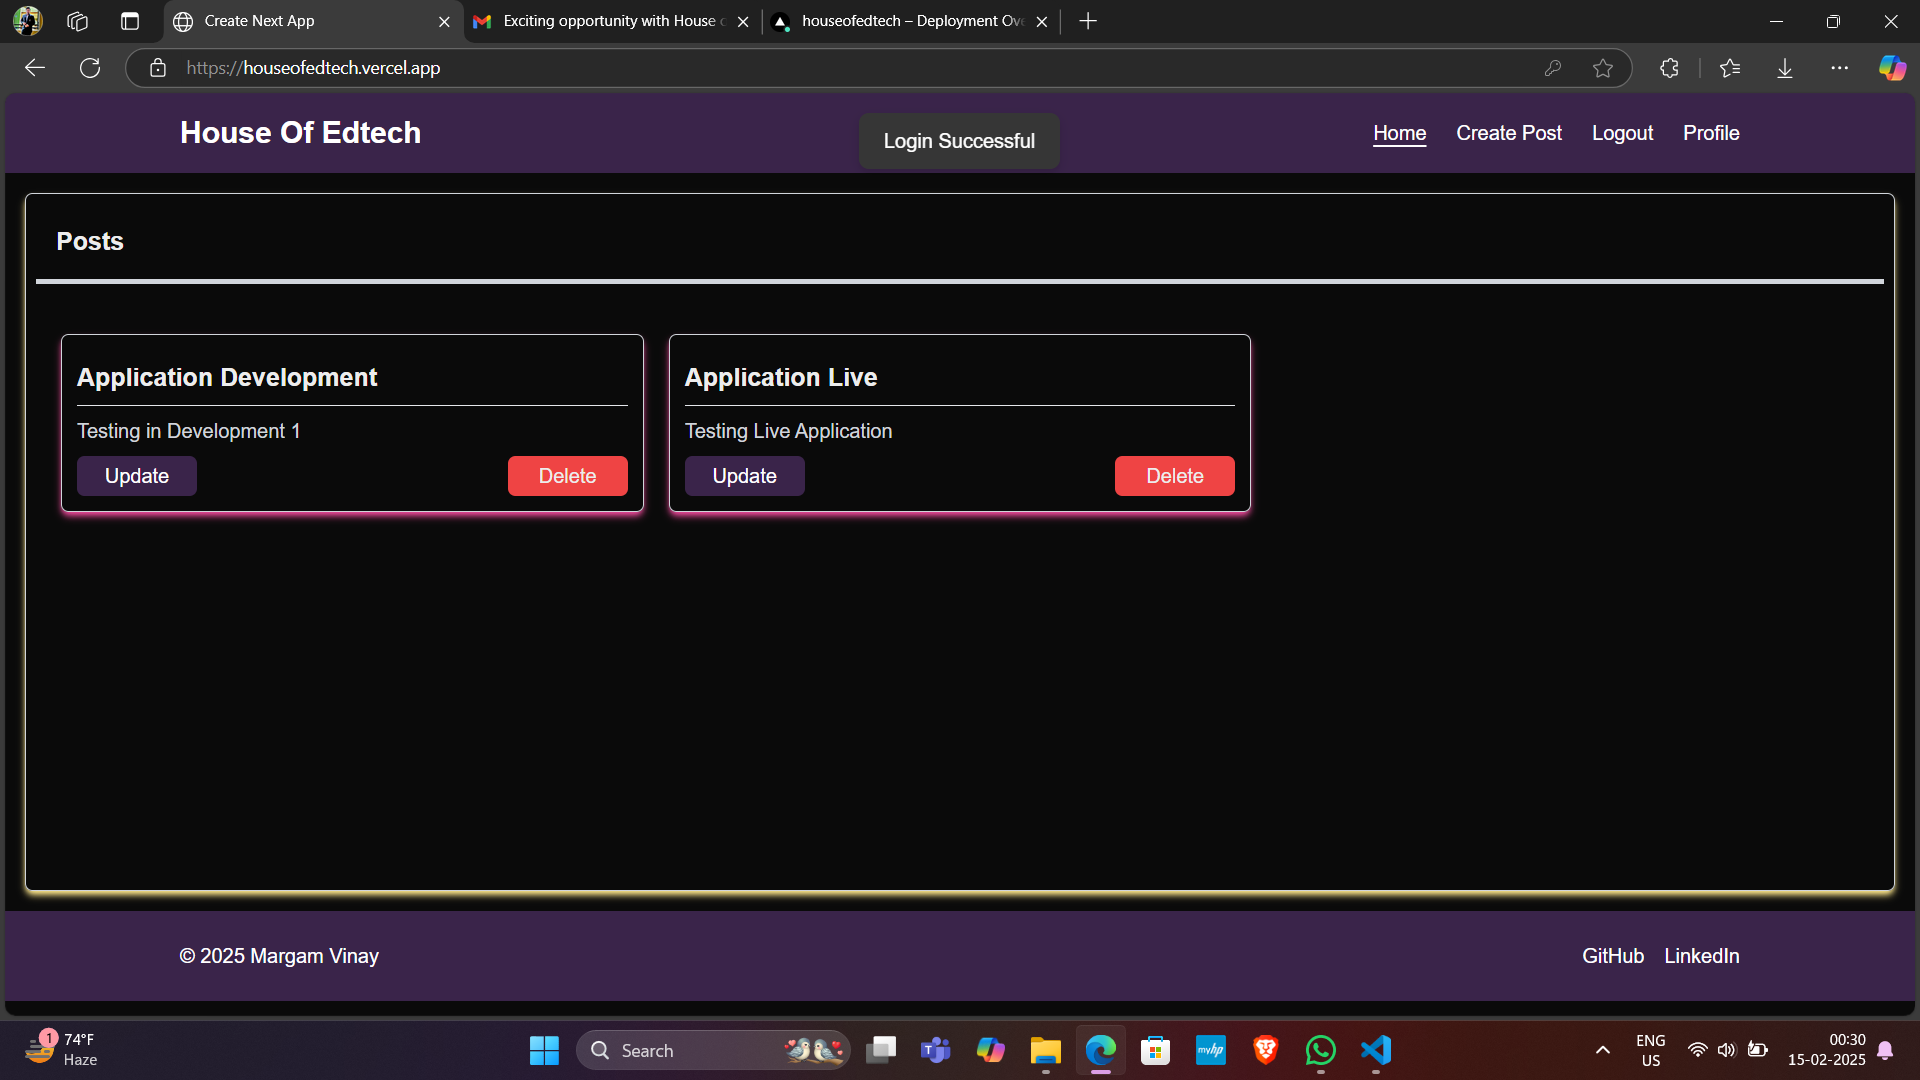 Create Next App
Exciting opportunity with House o
houseofedtech – Deployment Ov
https://houseofedtech.vercel.app
House Of Edtech
Login Successful
Home
Create Post
Logout
Profile
Posts
Application Development
Testing in Development 1
Update
Delete
Application Live
Testing Live Application
Update
Delete
© 2025 Margam Vinay
GitHub
LinkedIn
1
74°F
Haze
Search
T
myhp
ENG
US
00:30
15-02-2025